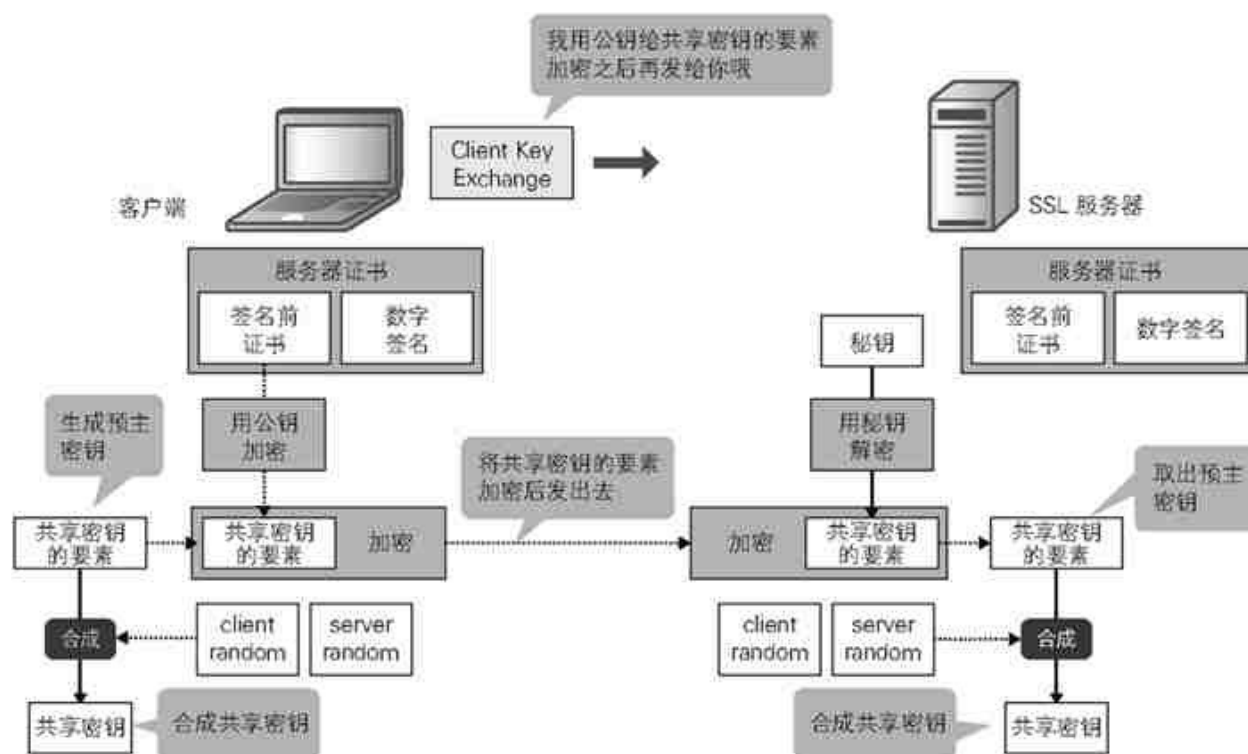 我用公钥给共享密钥的要素
加密之后再发给你哦
Client Key
Exchange
客户端
SSL 服务器
服务器证书
签名前
证书
数字
签名
服务器证书
签名前
证书
数字签名
秘钥
生成预主
密钥
用公钥
加密
用秘钥
解密
将共享密钥的要素
加密后发出去
取出预主
密钥
共享密钥
的要素
共享密钥
的要素
加密
加密
共享密钥
的要素
共享密钥
的要素
合成
client
random
server
random
client
random
server
random
合成
共享密钥
合成共享密钥
合成共享密钥
共享密钥